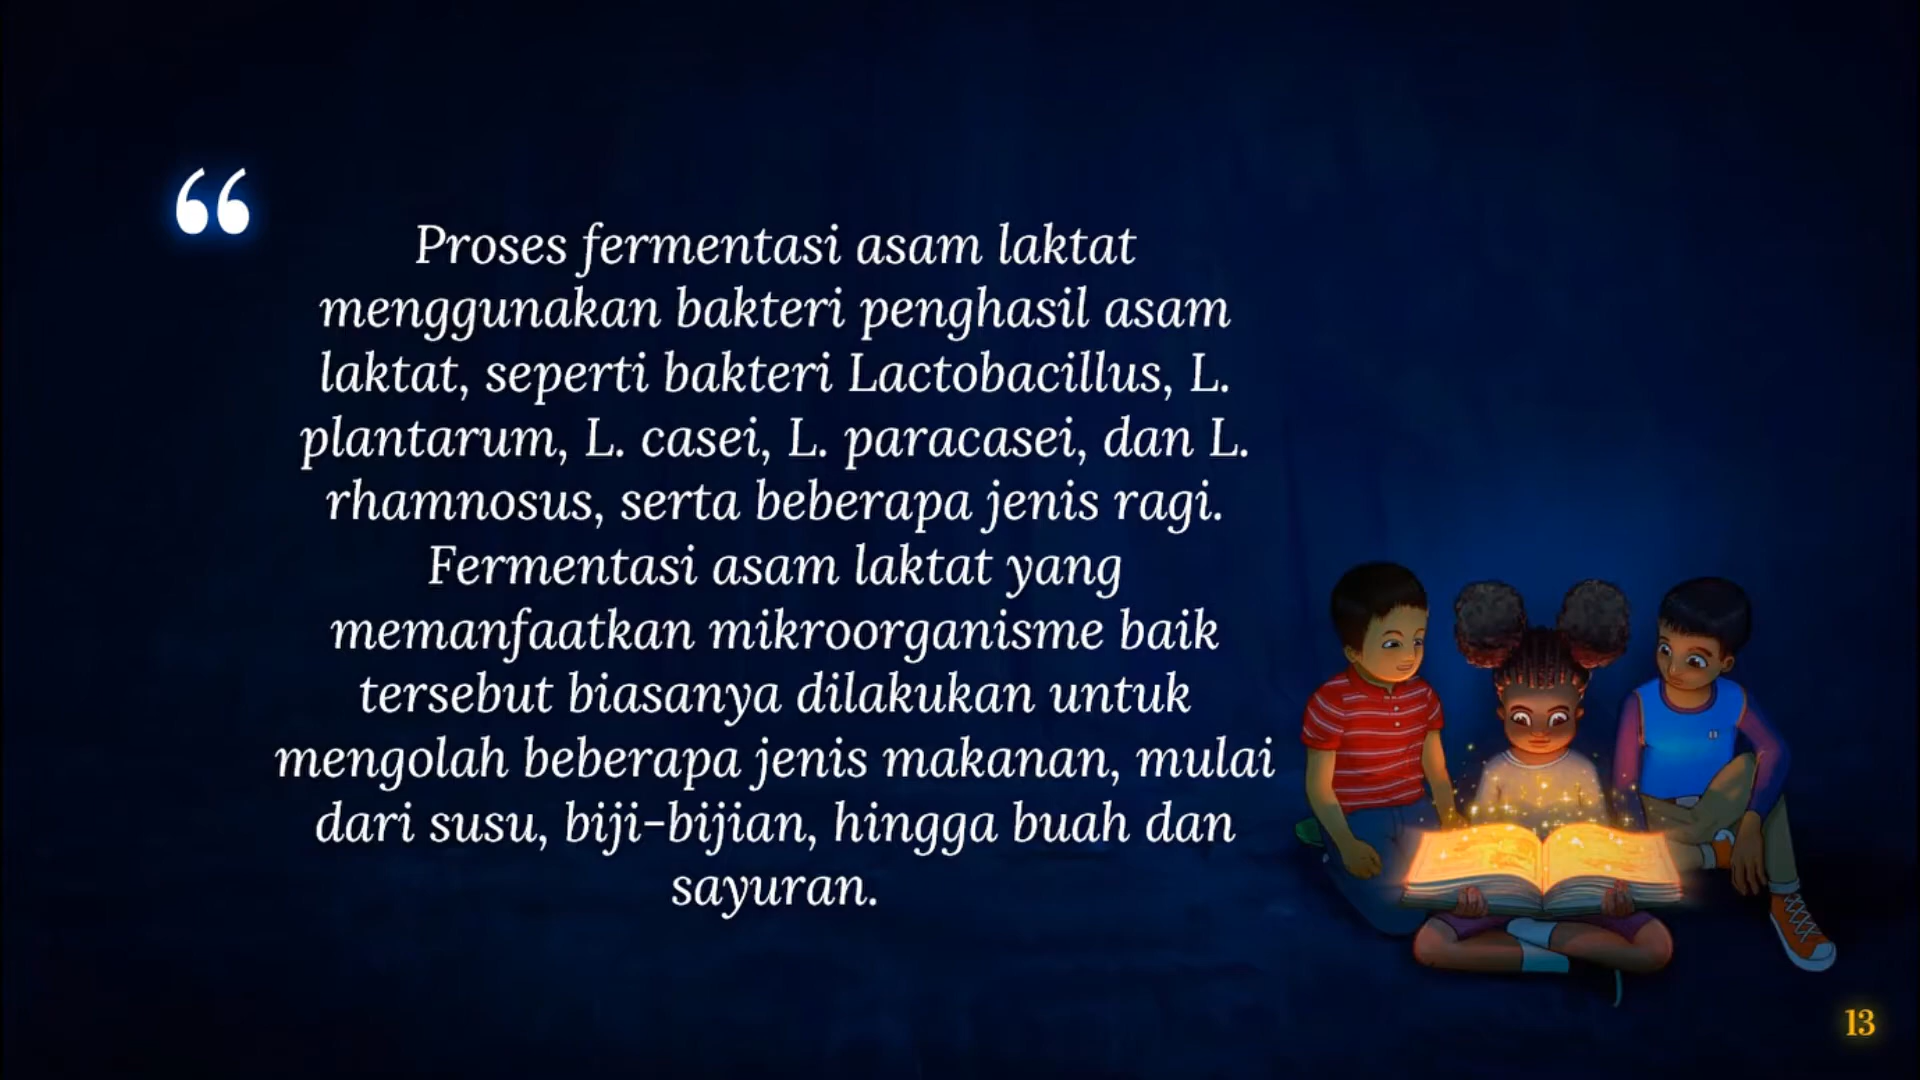 “
Proses fermentasi asam laktat
menggunakan bakteri penghasil asam
laktat, seperti bakteri Lactobacillus, L.
plantarum, L. casei, L. paracasei, dan L.
rhamnosus, serta beberapa jenis ragi.
Fermentasi asam laktat yang
memanfaatkan mikroorganisme baik
tersebut biasanya dilakukan untuk
mengolah beberapa jenis makanan, mulai
dari susu, biji-bijian, hingga buah dan
sayuran.
13